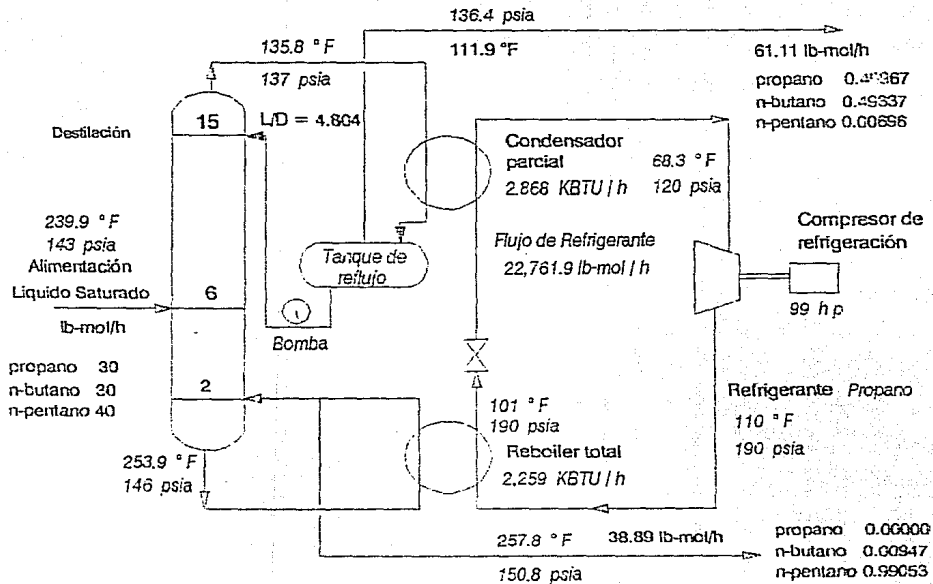 136.4 psia
135.8 °F
111.9 °F
61.11 lb-mol/h
137 psia
propano
n-butano 0.49337
n-pentano 0.00696
15
L/D = 4.804
Destilación
Condensador
parcial
2.868 KBTU / h
68.3 °F
120 psia
239.9 °F
143 psia
Alimentación
Liquido Saturado
6
lb-mol/h
Tanque de
reflujo
Flujo de Refrigerante
22,761.9 lb-mol / h
Compresor de
refrigeración
99 hp
Bomba
propano 30
n-butano 30
n-pentano 40
2
Refrigerante Propano
110 °F
190 psia
101 °F
190 psia
Reboiler total
2,259 KBTU / h
253.9 °F
146 psia
257.8 °F
38.89 lb-mol/h
150.8 psia
propano 0.00000
n-butano 0.00947
n-pentano 0.99053